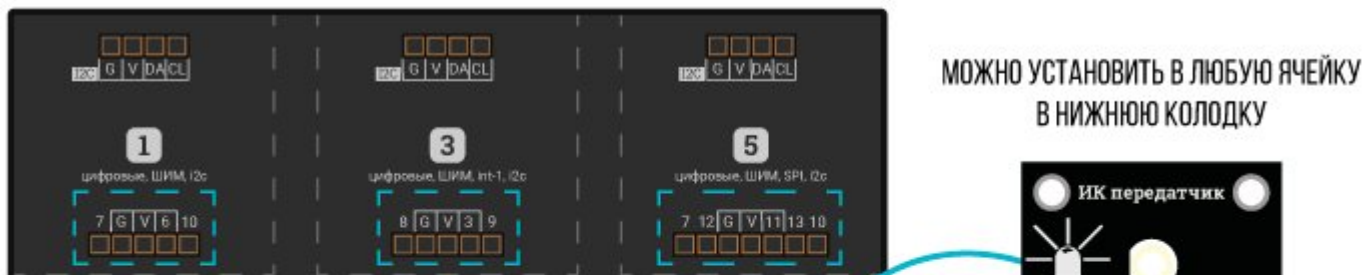 I2C G V DA CL
I2C G V DA CL
I2C G V DA CL
МОЖНО УСТАНОВИТЬ В ЛЮБУЮ ЯЧЕЙКУ
В НИЖНЮЮ КОЛОДКУ
1
3
5
цифровые, ШИМ, i2c
цифровые, ШИМ, Int-1, i2c
цифровые, ШИМ, SPI, i2c
ИК передатчик
7 G V 6 10
8 G V 3 9
7 12 G V 11 13 10